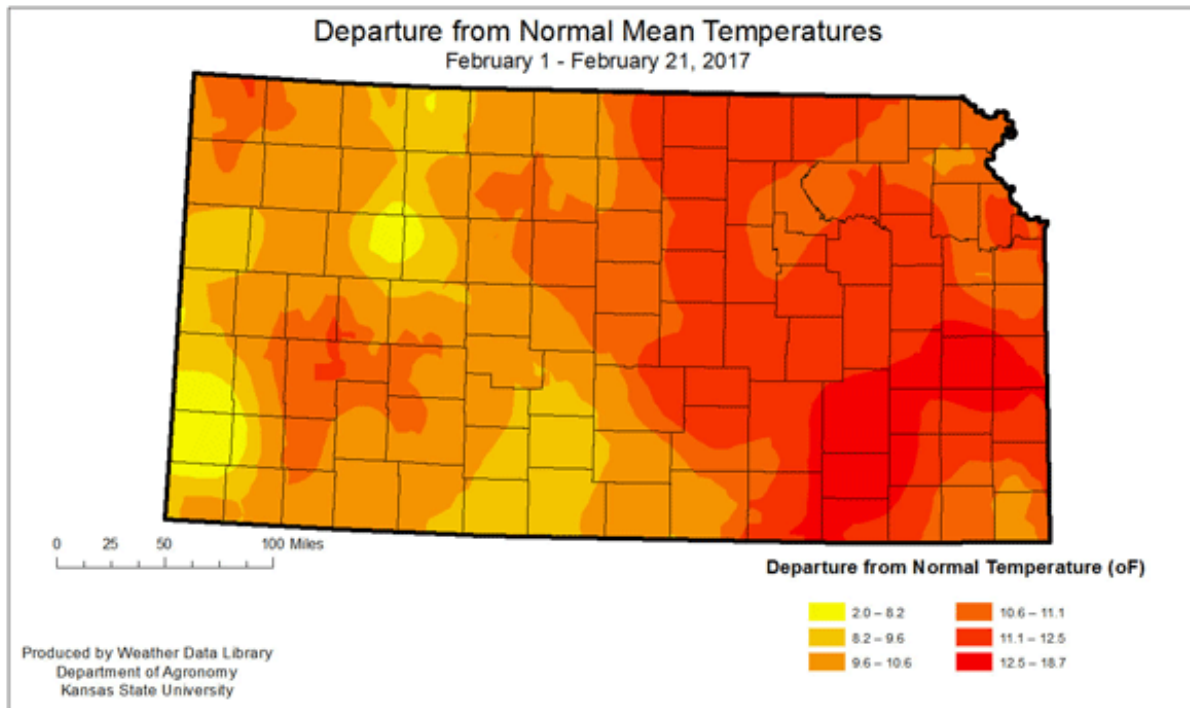 Departure from Normal Mean Temperatures
February 1 - February 21, 2017
0 25 50 100 Miles
Departure from Normal Temperature (oF)
2.0 – 8.2 10.6 – 11.1
8.2 – 9.6 11.1 – 12.5
9.6 – 10.6 12.5 – 18.7
Produced by Weather Data Library
Department of Agronomy
Kansas State University